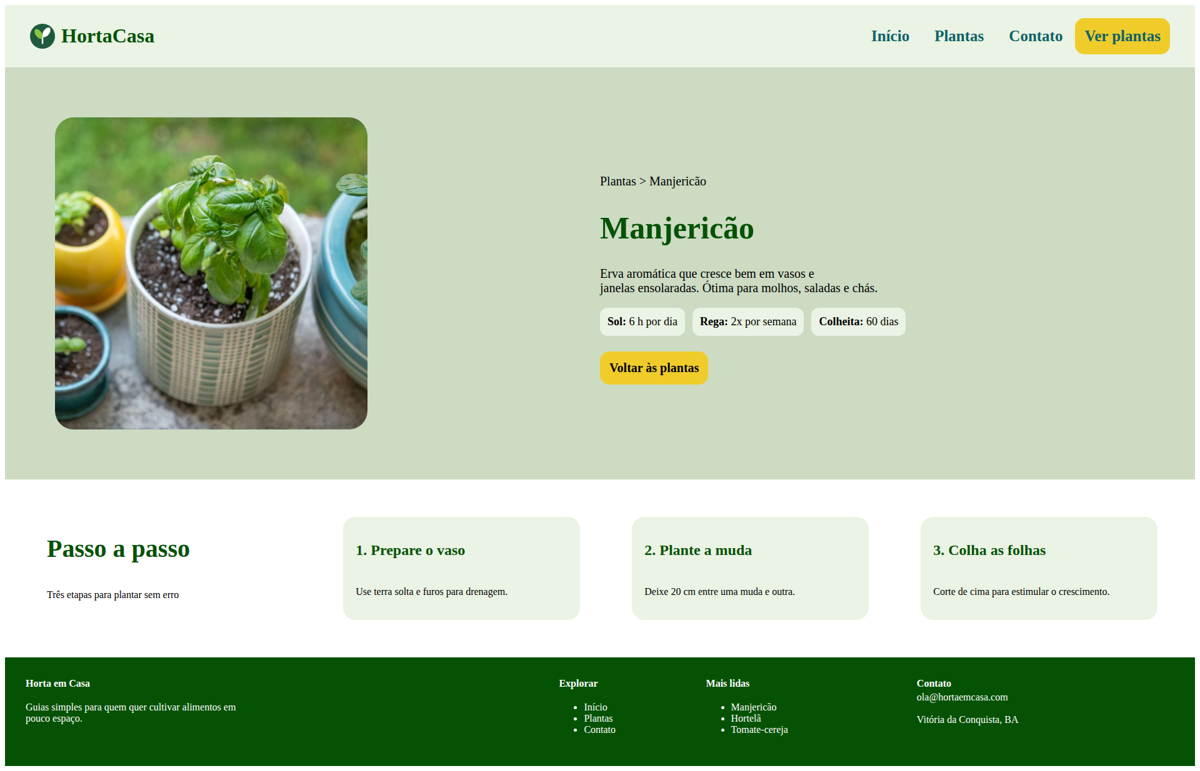 HortaCasa
Início
Plantas
Contato
Ver plantas
Plantas > Manjericão
Manjericão
Erva aromática que cresce bem em vasos e
janelas ensolaradas. Ótima para molhos, saladas e chás.
Sol: 6 h por dia
Rega: 2x por semana
Colheita: 60 dias
Voltar às plantas
Passo a passo
Três etapas para plantar sem erro
1. Prepare o vaso
Use terra solta e furos para drenagem.
2. Plante a muda
Deixe 20 cm entre uma muda e outra.
3. Colha as folhas
Corte de cima para estimular o crescimento.
Horta em Casa
Guias simples para quem quer cultivar alimentos em
pouco espaço.
Explorar
Início
Plantas
Contato
Mais lidas
Manjericão
Hortelã
Tomate-cereja
Contato
ola@hortaemcasa.com
Vitória da Conquista, BA